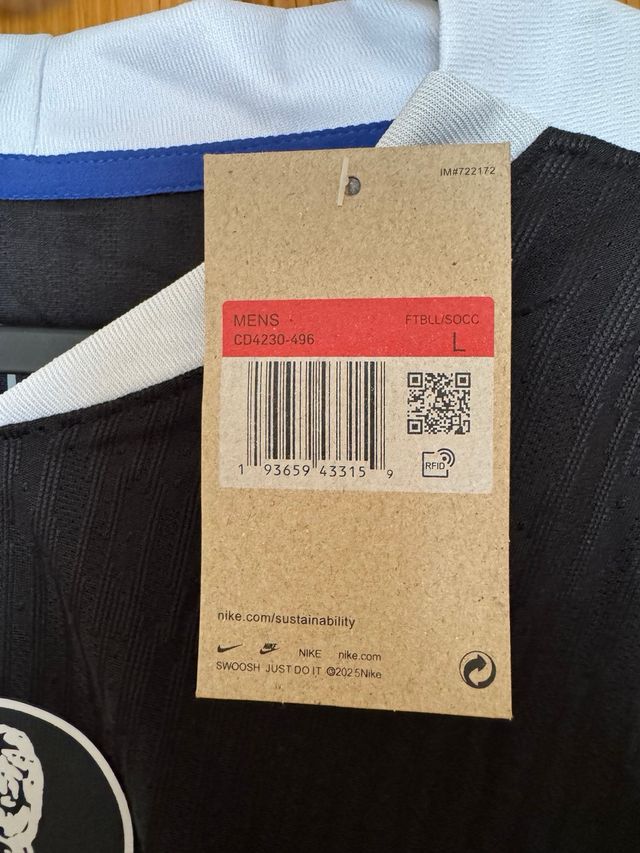 IM#722172
MENS FTBLL/SOCC
CD4230-496 L
1 93659 43315 9
RFID
nike.com/sustainability
NIKE NIKE nike.com
SWOOSH JUST DO IT ©2025Nike